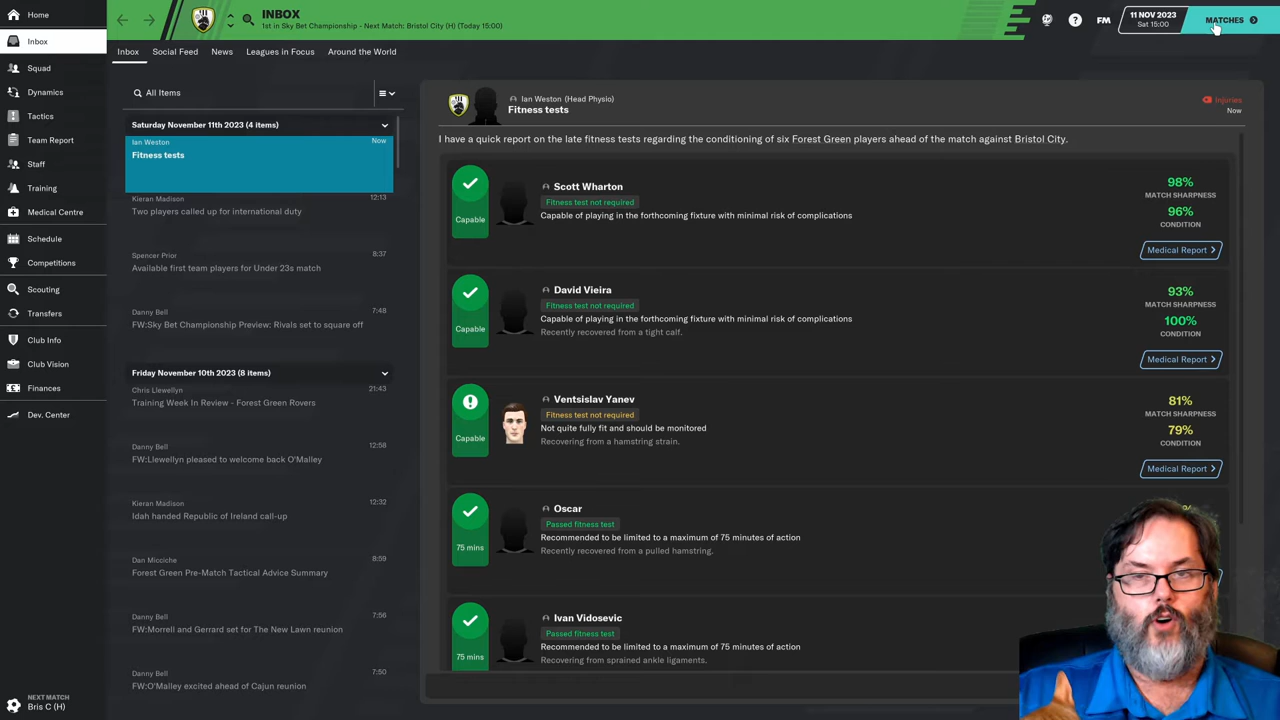 Home
INBOX
1st in Sky Bet Championship - Next Match: Bristol City (H) (Today 15:00)
?
FM
11 NOV 2023
Sat 15:00
MATCHES
Inbox
Squad
Dynamics
Tactics
Team Report
Staff
Training
Medical Centre
Schedule
Competitions
Scouting
Transfers
Club Info
Club Vision
Finances
Dev. Center
NEXT MATCH
Bris C (H)
Inbox
Social Feed
News
Leagues in Focus
Around the World
All Items
Saturday November 11th 2023 (4 items)
Ian Weston Now
Fitness tests
Kieran Madison 12:13
Two players called up for international duty
Spencer Prior 8:37
Available first team players for Under 23s match
Danny Bell 7:48
FW:Sky Bet Championship Preview: Rivals set to square off
Friday November 10th 2023 (8 items)
Chris Llewellyn 21:43
Training Week In Review - Forest Green Rovers
Danny Bell 12:58
FW:Llewellyn pleased to welcome back O'Malley
Kieran Madison 12:32
Idah handed Republic of Ireland call-up
Dan Micciche 8:59
Forest Green Pre-Match Tactical Advice Summary
Danny Bell 7:56
FW:Morrell and Gerrard set for The New Lawn reunion
Danny Bell 7:50
FW:O'Malley excited ahead of Cajun reunion
Ian Weston (Head Physio)
Fitness tests
Injuries
Now
I have a quick report on the late fitness tests regarding the conditioning of six Forest Green players ahead of the match against Bristol City.
Capable
Scott Wharton
Fitness test not required
Capable of playing in the forthcoming fixture with minimal risk of complications
98%
MATCH SHARPNESS
96%
CONDITION
Medical Report
Capable
David Vieira
Fitness test not required
Capable of playing in the forthcoming fixture with minimal risk of complications
Recently recovered from a tight calf.
93%
MATCH SHARPNESS
100%
CONDITION
Medical Report
Capable
Ventsislav Yanev
Fitness test not required
Not quite fully fit and should be monitored
Recovering from a hamstring strain.
81%
MATCH SHARPNESS
79%
CONDITION
Medical Report
75 mins
Oscar
Passed fitness test
Recommended to be limited to a maximum of 75 minutes of action
Recently recovered from a pulled hamstring.
75 mins
Ivan Vidosevic
Passed fitness test
Recommended to be limited to a maximum of 75 minutes of action
Recovering from sprained ankle ligaments.